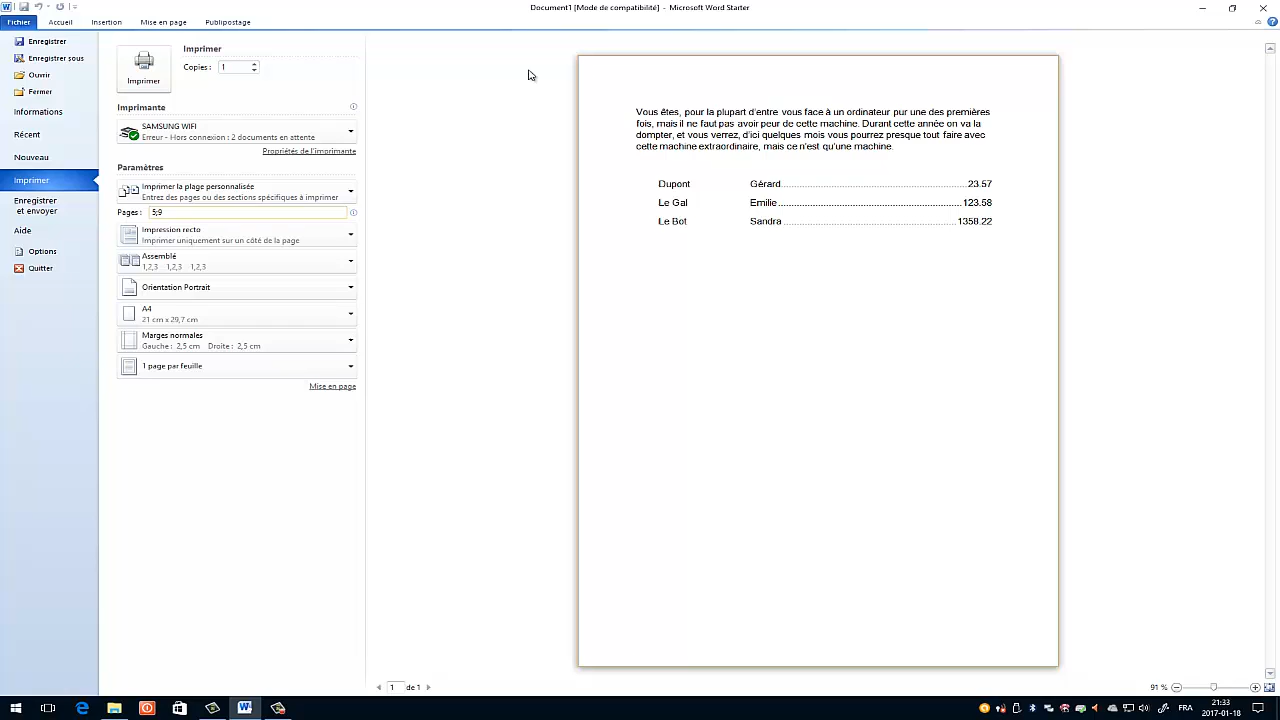 Document1 [Mode de compatibilité] - Microsoft Word Starter
Fichier Accueil Insertion Mise en page Publipostage
Enregistrer
Enregistrer sous
Ouvrir
Fermer
Informations
Récent
Nouveau
Imprimer
Enregistrer
et envoyer
Aide
Options
Quitter
Imprimer
Imprimer
Copies : 1
Imprimante
SAMSUNG WIFI
Erreur - Hors connexion : 2 documents en attente
Propriétés de l'imprimante
Paramètres
Imprimer la plage personnalisée
Entrez des pages ou des sections spécifiques à imprimer
Pages : 5;9
Impression recto
Imprimer uniquement sur un côté de la page
Assemblé
1,2,3 1,2,3 1,2,3
Orientation Portrait
A4
21 cm x 29,7 cm
Marges normales
Gauche : 2,5 cm Droite : 2,5 cm
1 page par feuille
Mise en page
Vous êtes, pour la plupart d'entre vous face à un ordinateur pur une des premières
fois, mais il ne faut pas avoir peur de cette machine. Durant cette année on va la
dompter, et vous verrez, d'ici quelques mois vous pourrez presque tout faire avec
cette machine extraordinaire, mais ce n'est qu'une machine.
Dupont Gérard 23.57
Le Gal Emilie 123.58
Le Bot Sandra 1358.22
1 de 1
91 %
FRA
21:33
2017-01-18